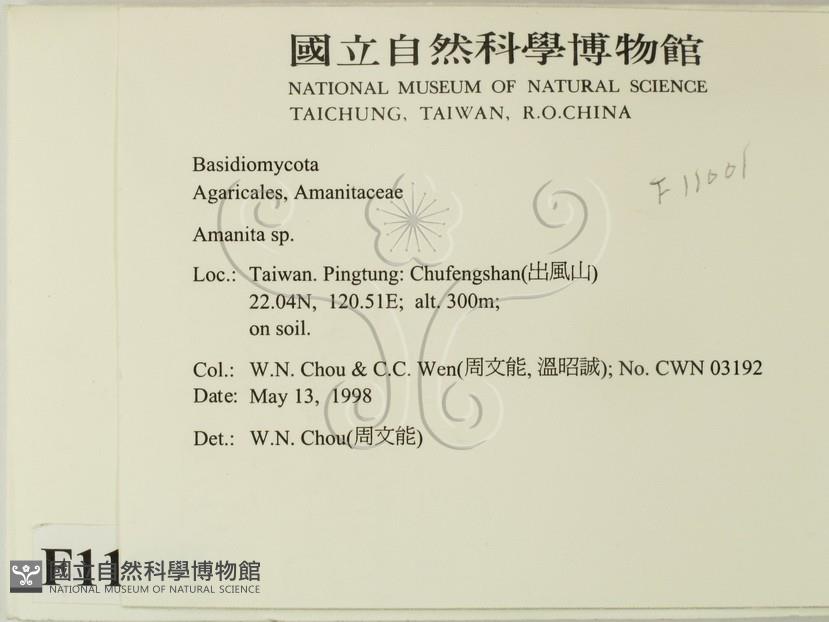 國立自然科學博物館
NATIONAL MUSEUM OF NATURAL SCIENCE
TAICHUNG, TAIWAN, R.O.CHINA
F11001
Basidiomycota
Agaricales, Amanitaceae
Amanita sp.
Loc.: Taiwan. Pingtung: Chufengshan(出風山)
22.04N, 120.51E; alt. 300m;
on soil.
Col.: W.N. Chou & C.C. Wen(周文能, 溫昭誠); No. CWN 03192
Date: May 13, 1998
Det.: W.N. Chou(周文能)
F11
國立自然科學博物館
NATIONAL MUSEUM OF NATURAL SCIENCE